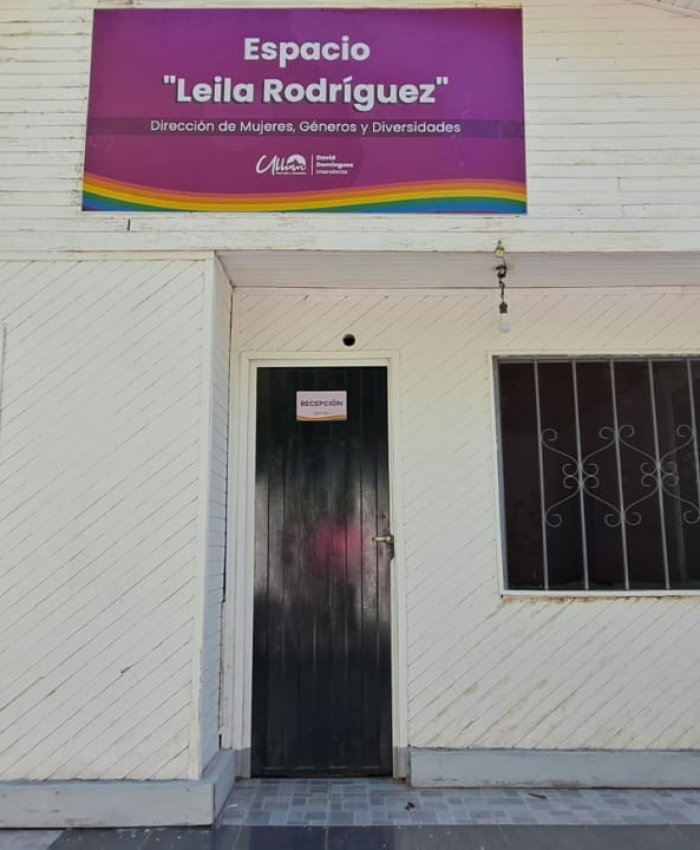 Espacio
"Leila Rodríguez"
Dirección de Mujeres, Géneros y Diversidades
David
Domínguez
Intendente
RECEPCIÓN